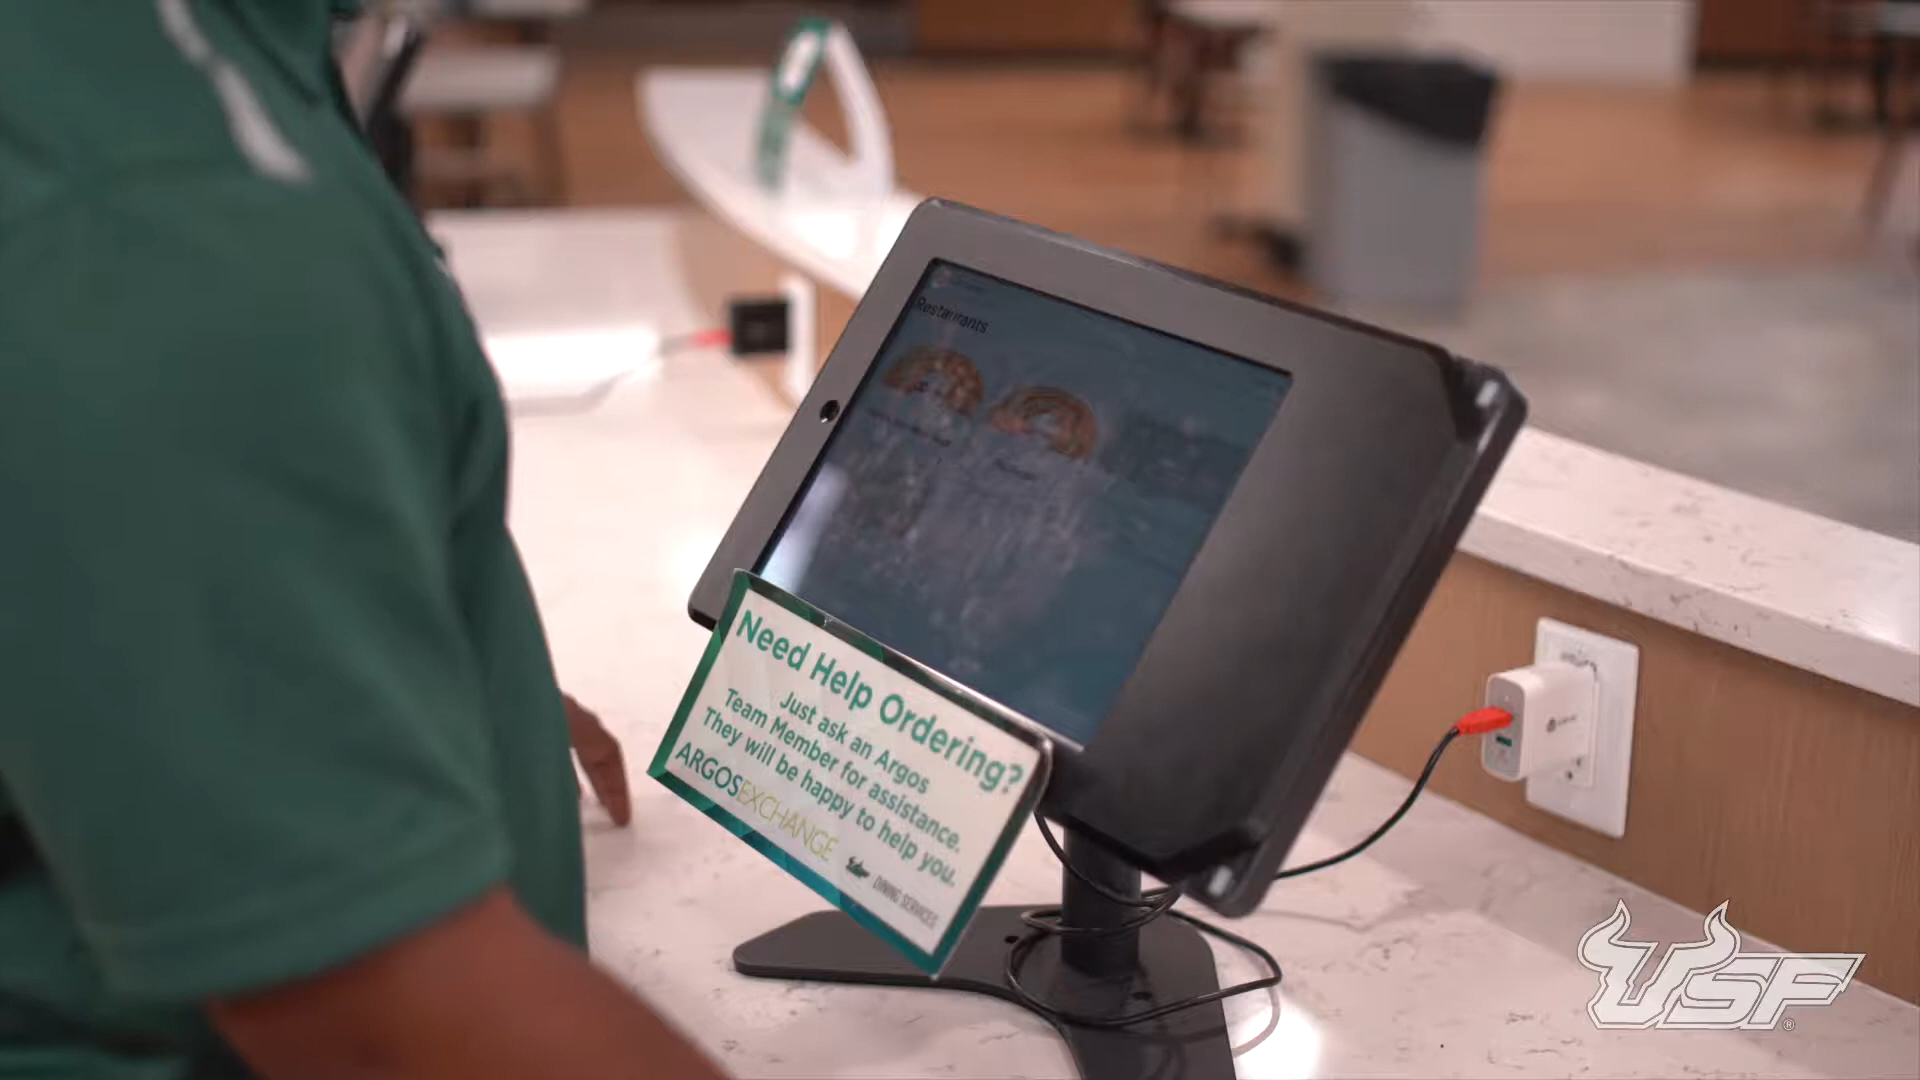 Restaurants
Need Help Ordering?
Just ask an Argos
Team Member for assistance.
They will be happy to help you.
ARGOSEXCHANGE
USF DINING SERVICES
USF